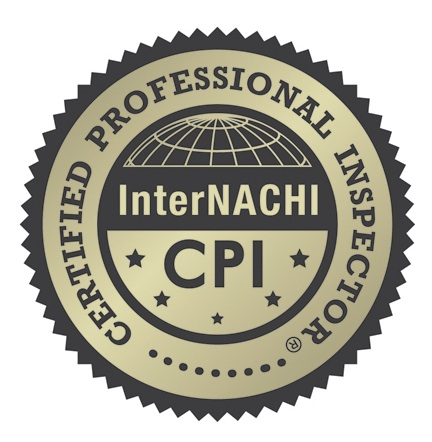 CERTIFIED PROFESSIONAL INSPECTOR®
InterNACHI
CPI